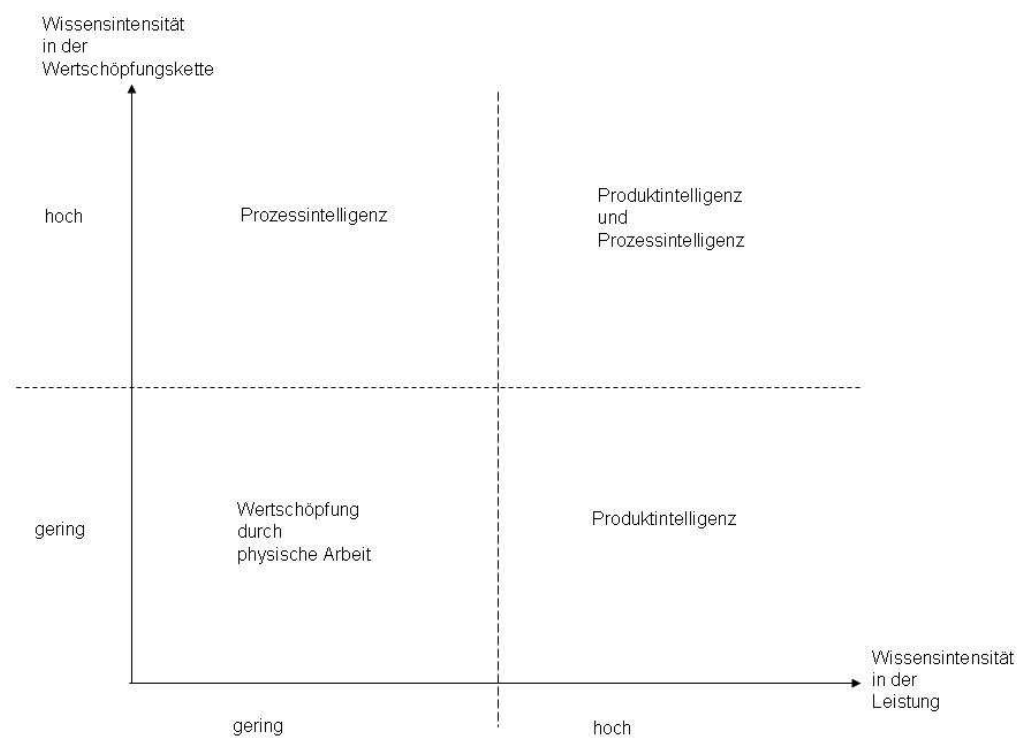 Wissensintensität
in der
Wertschöpfungskette
hoch
Prozessintelligenz
Produktintelligenz
und
Prozessintelligenz
gering
Wertschöpfung
durch
physische Arbeit
Produktintelligenz
Wissensintensität
in der
Leistung
gering
hoch